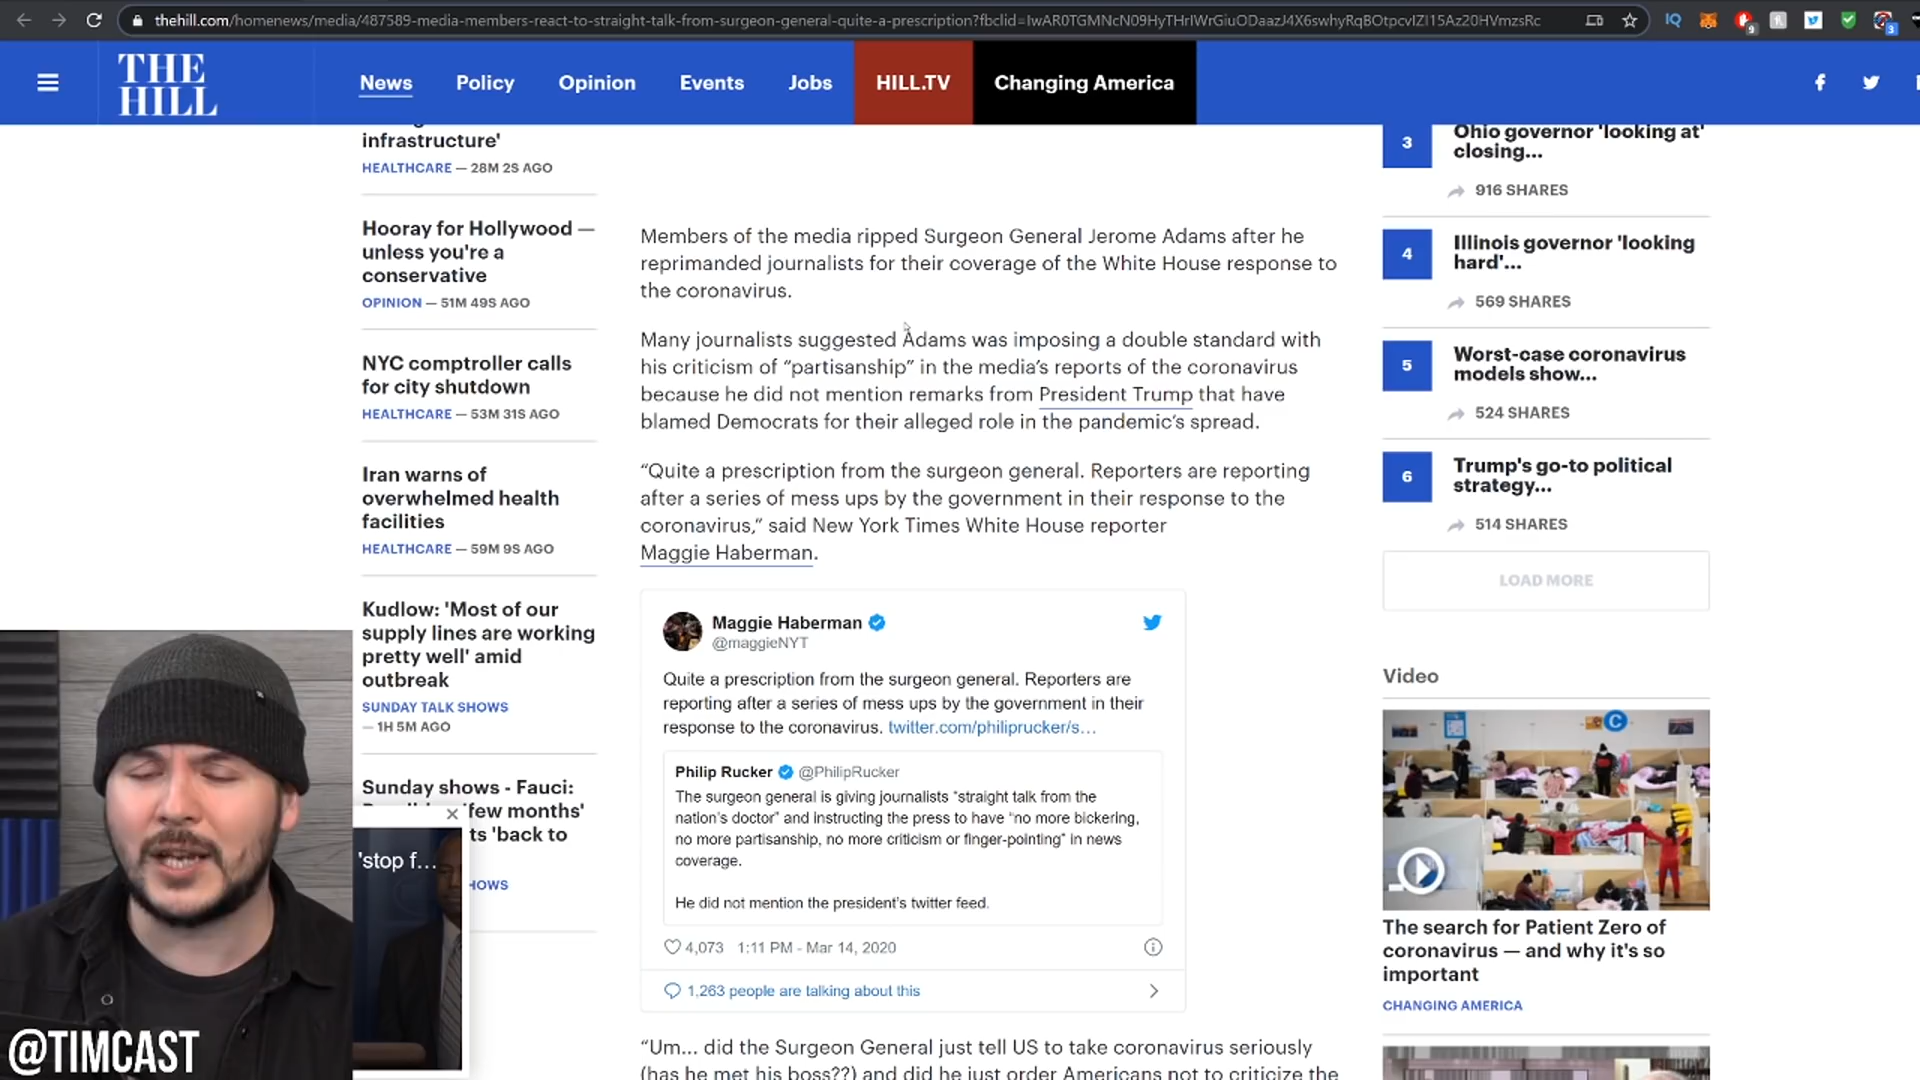 thehill.com/homenews/media/487589-media-members-react-to-straight-talk-from-surgeon-general-quite-a-prescription?fbclid=IwAR0TGMNcN09HyTHrIWrGiuODaazJ4X6swhyRqBOtpcvIZI15Az20HVmzsRc
THE
HILL
News
Policy
Opinion
Events
Jobs
HILL.TV
Changing America
infrastructure'
HEALTHCARE — 28M 2S AGO
Hooray for Hollywood —
unless you're a
conservative
OPINION — 51M 49S AGO
NYC comptroller calls
for city shutdown
HEALTHCARE — 53M 31S AGO
Iran warns of
overwhelmed health
facilities
HEALTHCARE — 59M 9S AGO
Kudlow: 'Most of our
supply lines are working
pretty well' amid
outbreak
SUNDAY TALK SHOWS
— 1H 5M AGO
Sunday shows - Fauci:
few months'
ts 'back to
HOWS
'stop f...
@TIMCAST
Members of the media ripped Surgeon General Jerome Adams after he
reprimanded journalists for their coverage of the White House response to
the coronavirus.
Many journalists suggested Adams was imposing a double standard with
his criticism of “partisanship” in the media’s reports of the coronavirus
because he did not mention remarks from President Trump that have
blamed Democrats for their alleged role in the pandemic’s spread.
“Quite a prescription from the surgeon general. Reporters are reporting
after a series of mess ups by the government in their response to the
coronavirus,” said New York Times White House reporter
Maggie Haberman.
Maggie Haberman
@maggieNYT
Quite a prescription from the surgeon general. Reporters are
reporting after a series of mess ups by the government in their
response to the coronavirus. twitter.com/philiprucker/s…
Philip Rucker @PhilipRucker
The surgeon general is giving journalists “straight talk from the
nation’s doctor” and instructing the press to have “no more bickering,
no more partisanship, no more criticism or finger-pointing” in news
coverage.
He did not mention the president’s twitter feed.
4,073 1:11 PM - Mar 14, 2020
1,263 people are talking about this
“Um... did the Surgeon General just tell US to take coronavirus seriously
(has he met his boss??) and did he just order Americans not to criticize the
3
Ohio governor 'looking at'
closing...
916 SHARES
4
Illinois governor 'looking
hard'...
569 SHARES
5
Worst-case coronavirus
models show...
524 SHARES
6
Trump's go-to political
strategy...
514 SHARES
LOAD MORE
Video
C
The search for Patient Zero of
coronavirus — and why it's so
important
CHANGING AMERICA